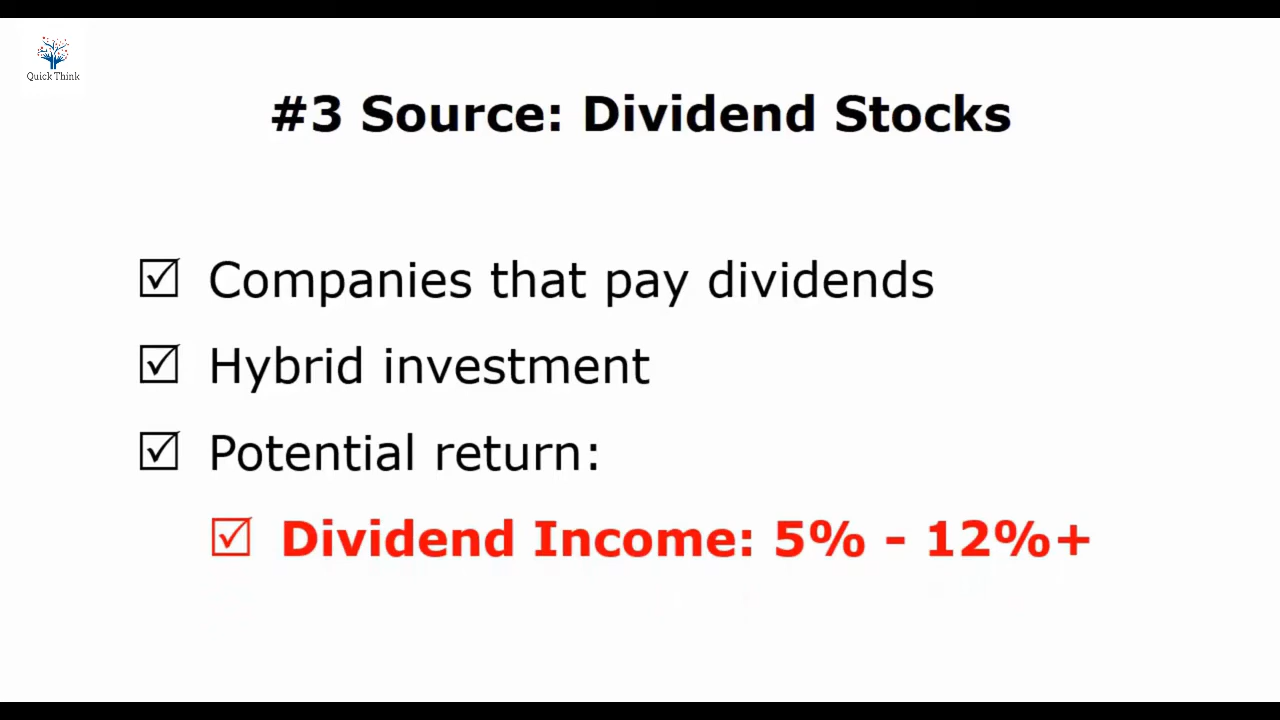 Quick Think
#3 Source: Dividend Stocks
Companies that pay dividends
Hybrid investment
Potential return:
Dividend Income: 5% - 12%+